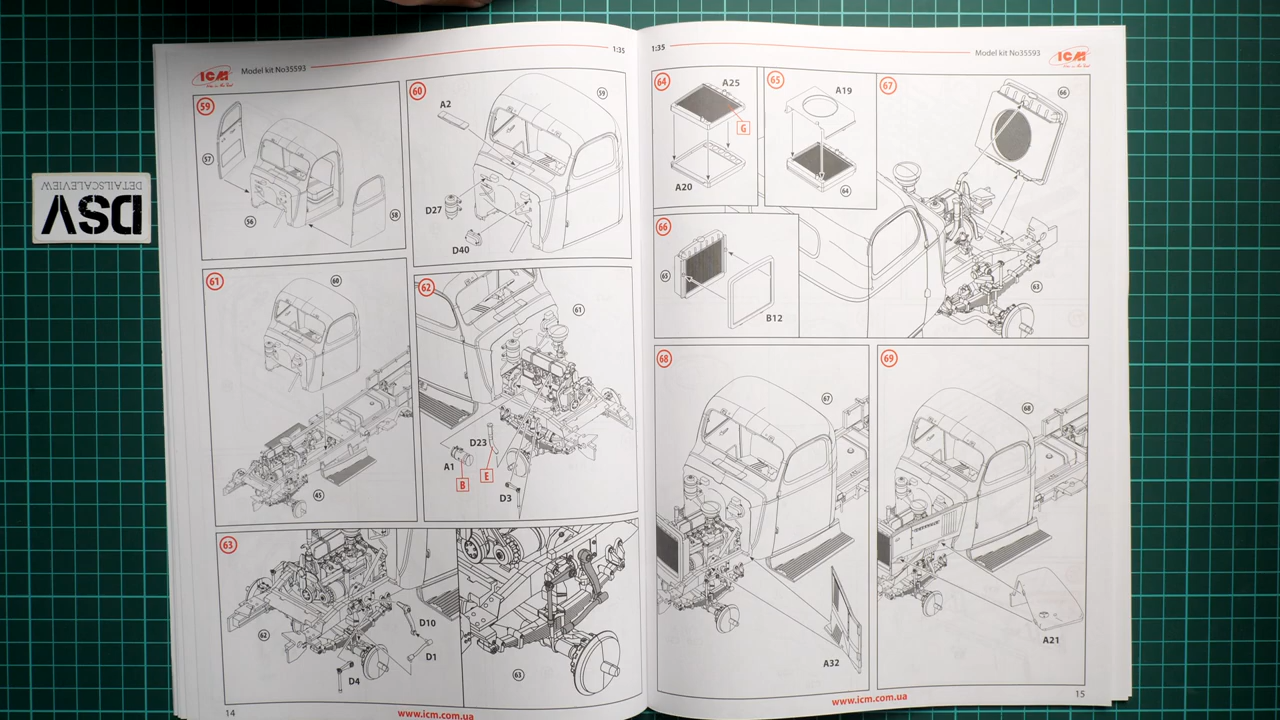 DSV
DETAILSCALEVIEW
ICM
Model kit No35593
1:35
59
57
56
58
60
A2
59
D27
D40
61
60
45
62
61
D23
A1
B
E
D3
63
62
D10
D1
D4
63
14
www.icm.com.ua
1:35
Model kit No35593
ICM
64
A25
G
A20
65
A19
64
66
65
B12
67
66
63
68
67
A32
69
68
A21
www.icm.com.ua
15